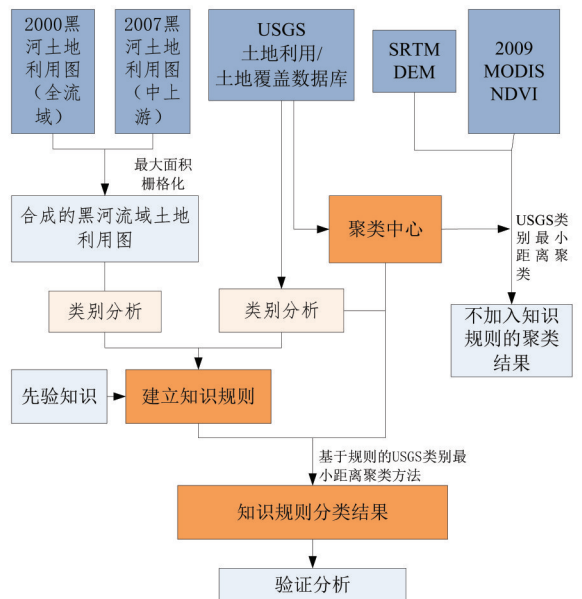 2000黑
河土地
利用图
（全流
域）
2007黑
河土地
利用图
（中上
游）
USGS
土地利用/
土地覆盖数据库
SRTM
DEM
2009
MODIS
NDVI
最大面积
栅格化
合成的黑河流域土地
利用图
聚类中心
USGS类
别最小
距离聚
类
类别分析
类别分析
不加入知识
规则的聚类
结果
先验知识
建立知识规则
基于规则的USGS类别最
小距离聚类方法
知识规则分类结果
验证分析